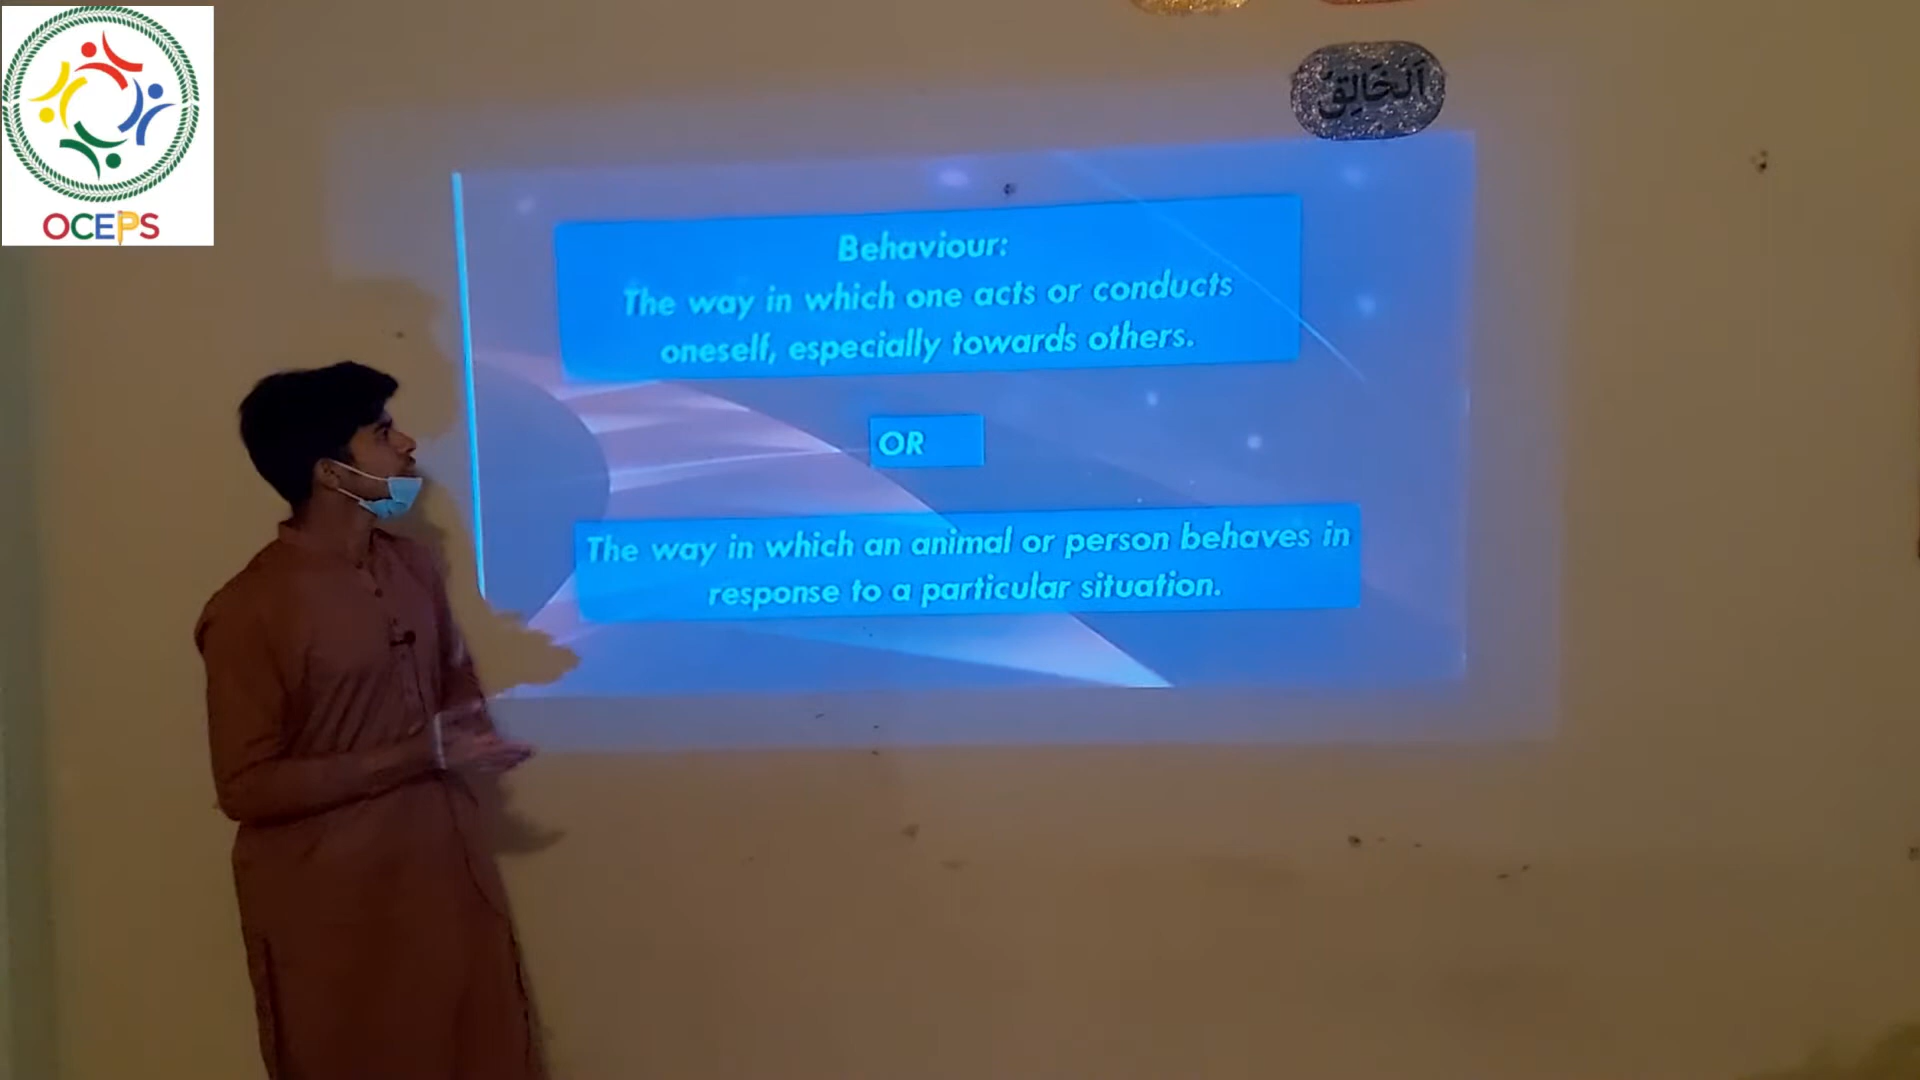 OCEPS
اَلْخَالِقُ
Behaviour:
The way in which one acts or conducts
oneself, especially towards others.
OR
The way in which an animal or person behaves in
response to a particular situation.